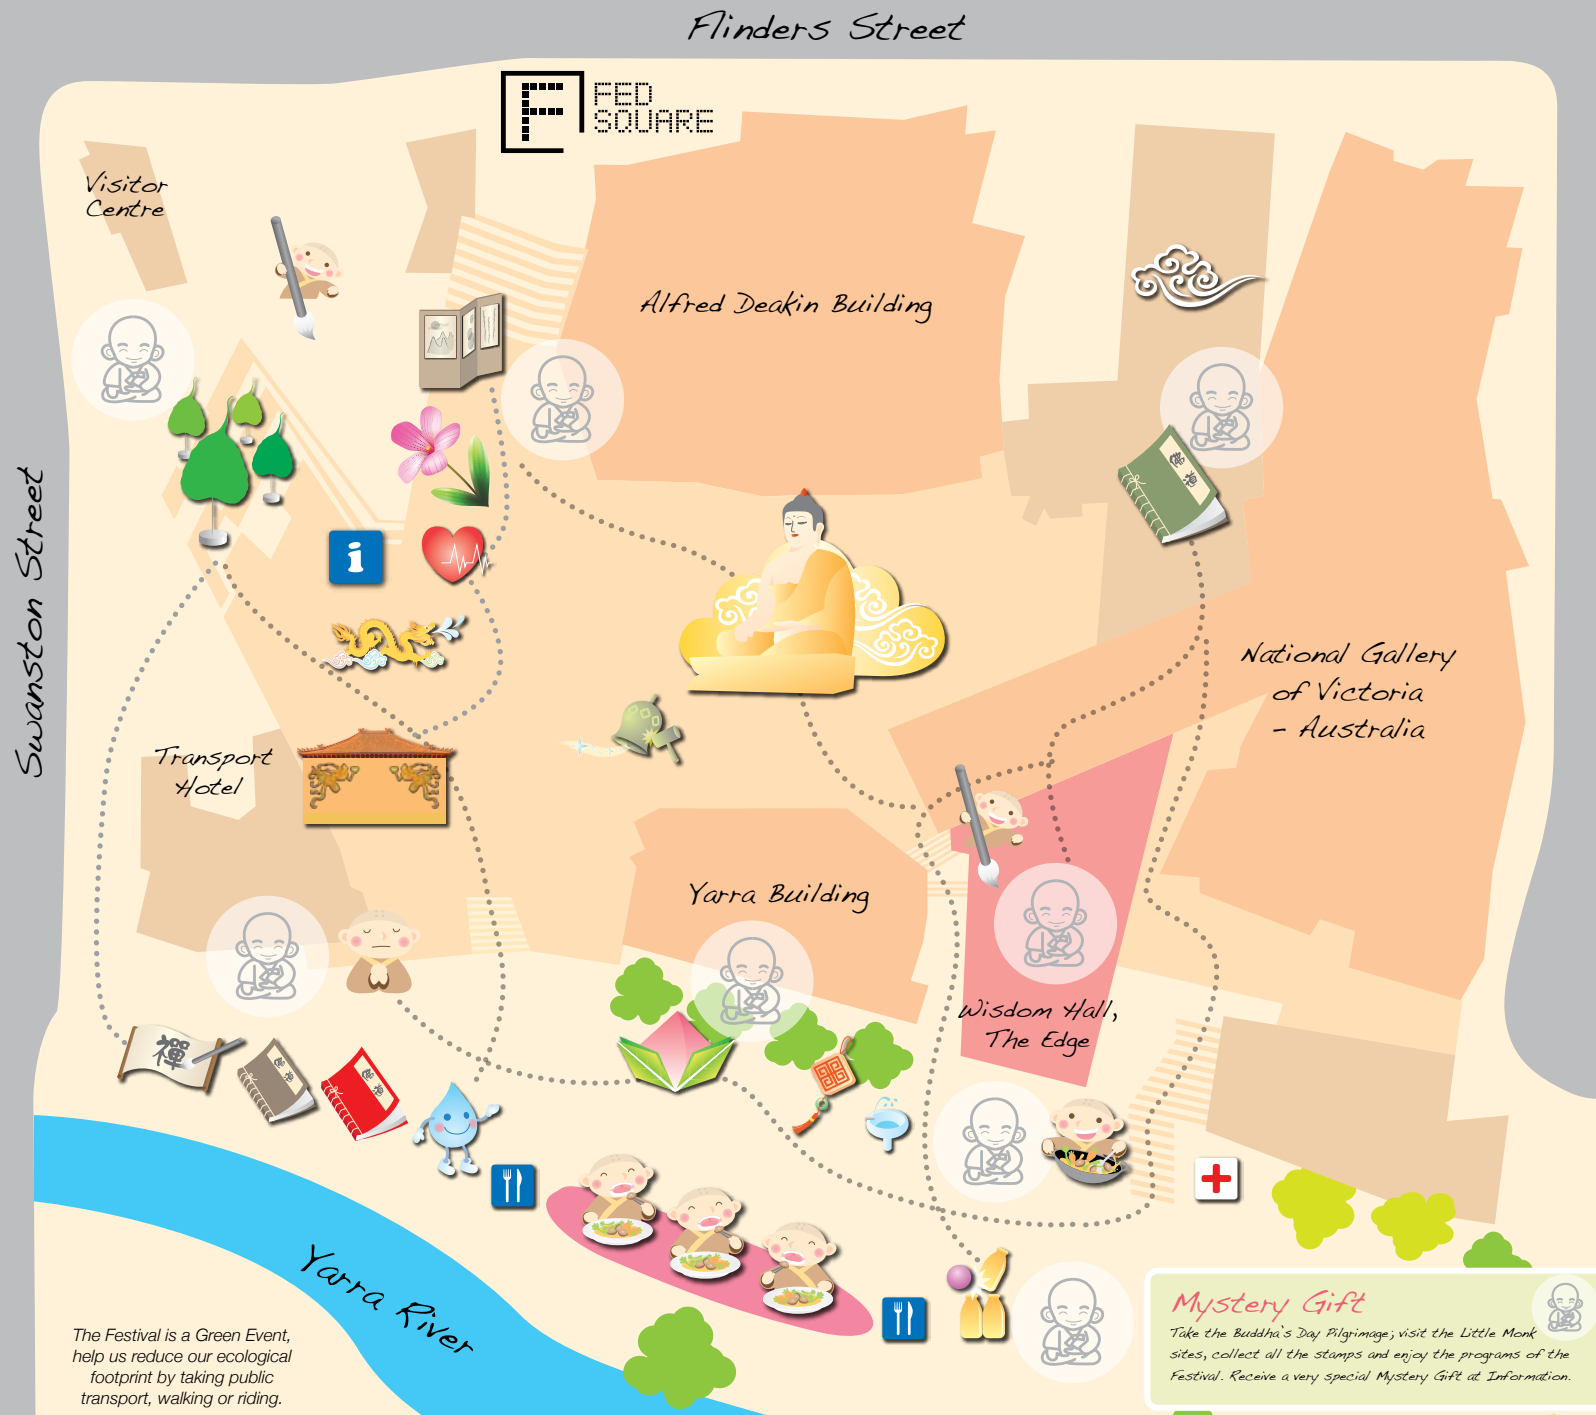 Flinders Street
FED
SQUARE
Visitor
Centre
Alfred Deakin Building
Swanston Street
i
National Gallery
of Victoria
- Australia
Transport
Hotel
Yarra Building
Wisdom Hall,
The Edge
禪
Yarra River
The Festival is a Green Event,
help us reduce our ecological
footprint by taking public
transport, walking or riding.
Mystery Gift
Take the Buddha's Day Pilgrimage; visit the Little Monk
sites, collect all the stamps and enjoy the programs of the
Festival. Receive a very special Mystery Gift at Information.